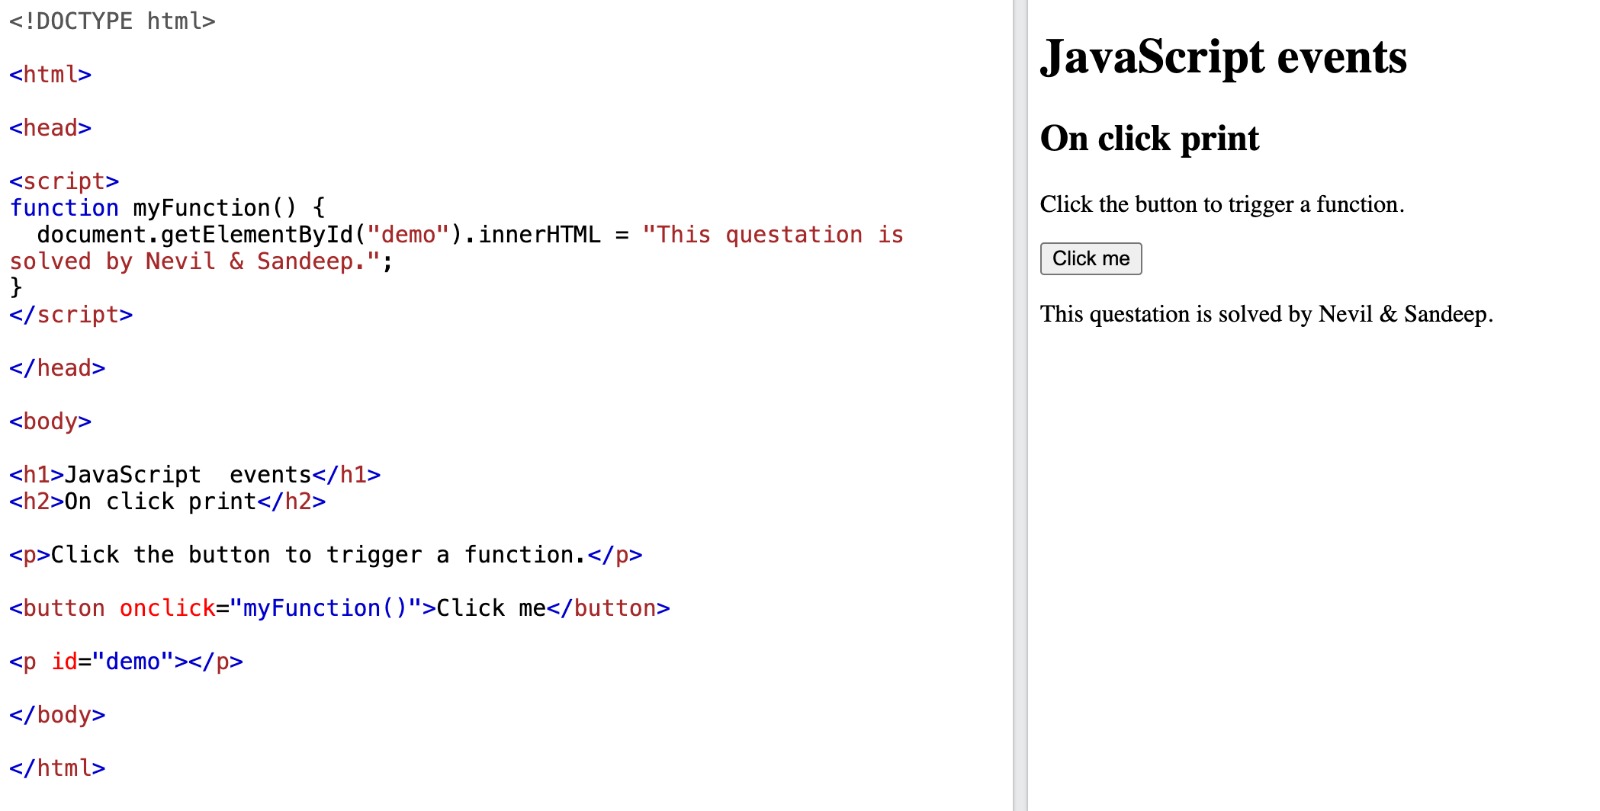 <!DOCTYPE html>
<html>
<head>
<script>
function myFunction() {
  document.getElementById("demo").innerHTML = "This questation is
solved by Nevil & Sandeep.";
}
</script>
</head>
<body>
<h1>JavaScript  events</h1>
<h2>On click print</h2>
<p>Click the button to trigger a function.</p>
<button onclick="myFunction()">Click me</button>
<p id="demo"></p>
</body>
</html>
JavaScript events
On click print
Click the button to trigger a function.
Click me
This questation is solved by Nevil & Sandeep.